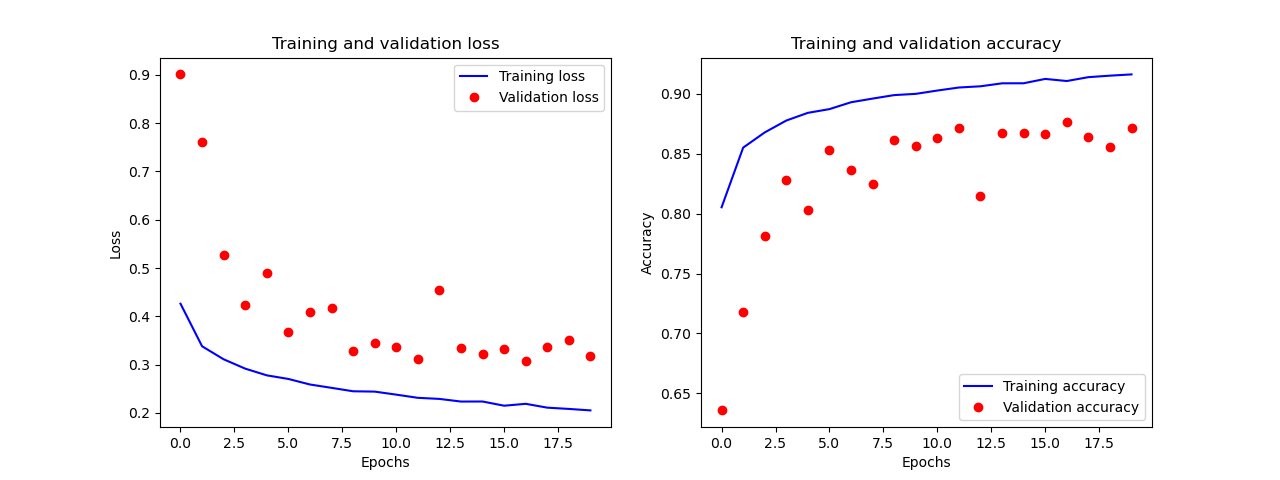 Training and validation loss
Training loss
Validation loss
0.9
0.8
0.7
0.6
0.5
0.4
0.3
0.2
Loss
0.0 2.5 5.0 7.5 10.0 12.5 15.0 17.5
Epochs
Training and validation accuracy
0.90
0.85
0.80
0.75
0.70
0.65
Accuracy
Training accuracy
Validation accuracy
0.0 2.5 5.0 7.5 10.0 12.5 15.0 17.5
Epochs